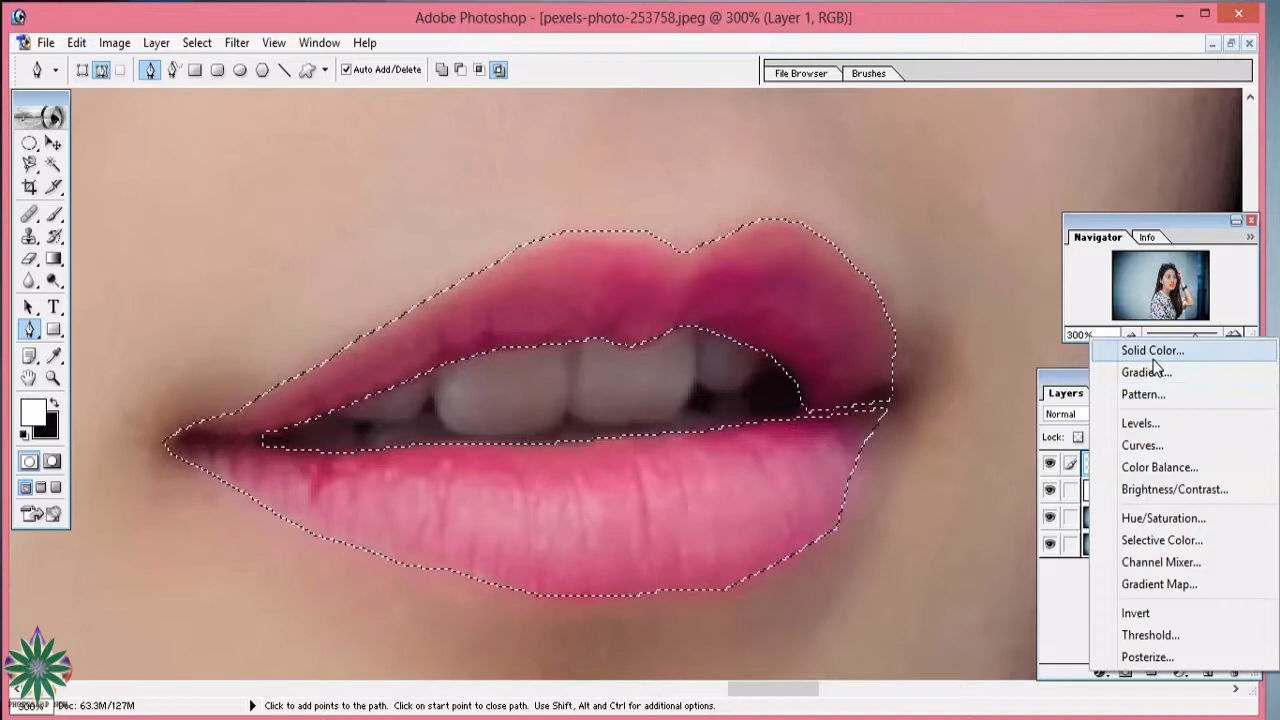 Adobe Photoshop - [pexels-photo-253758.jpeg @ 300% (Layer 1, RGB)]
File Edit Image Layer Select Filter View Window Help
Auto Add/Delete
File Browser Brushes
Navigator Info
300%
Solid Color...
Gradient...
Pattern...
Layers
Normal
Levels...
Lock:
Curves...
Color Balance...
Brightness/Contrast...
Hue/Saturation...
Selective Color...
Channel Mixer...
Gradient Map...
Invert
Threshold...
Posterize...
300% Doc: 63.3M/127M Click to add points to the path. Click on start point to close path. Use Shift, Alt and Ctrl for additional options.